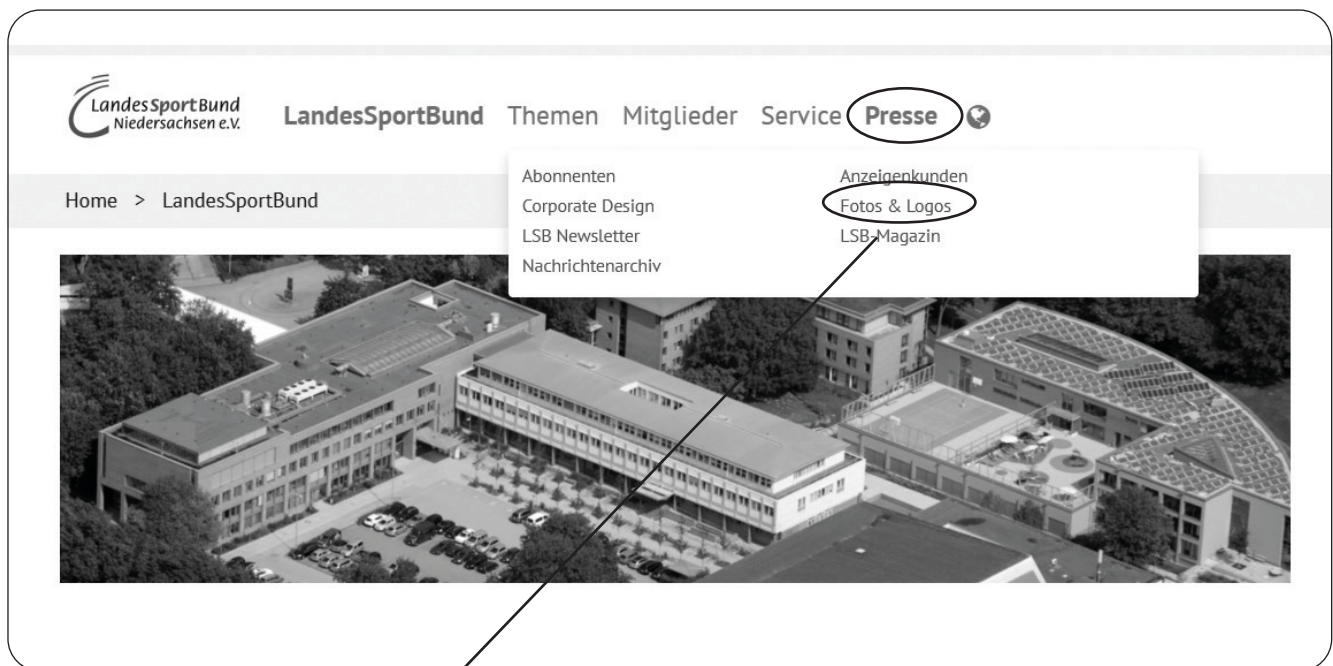 LandesSportBund
Niedersachsen e.V.
LandesSportBund Themen Mitglieder Service Presse
Abonnenten
Corporate Design
LSB Newsletter
Nachrichtenarchiv
Anzeigenkunden
Fotos & Logos
LSB-Magazin
Home > LandesSportBund